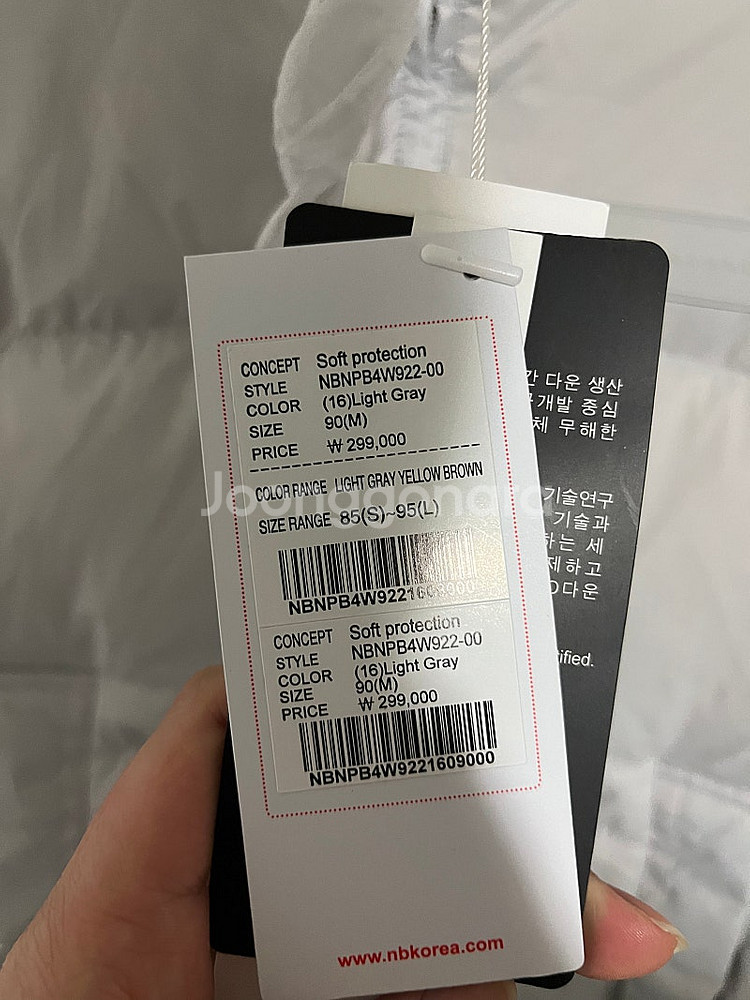 CONCEPT Soft protection
STYLE NBNPB4W922-00
COLOR (16)Light Gray
SIZE 90(M)
PRICE ₩ 299,000
COLOR RANGE LIGHT GRAY YELLOW BROWN
SIZE RANGE 85(S)~95(L)
NBNPB4W9221609000
CONCEPT Soft protection
STYLE NBNPB4W922-00
COLOR (16)Light Gray
SIZE 90(M)
PRICE ₩ 299,000
NBNPB4W9221609000
www.nbkorea.com
Joonggonara
다운 생산
개발 중심
무해한
기술연구
기술과
하는 세
제하고
다운